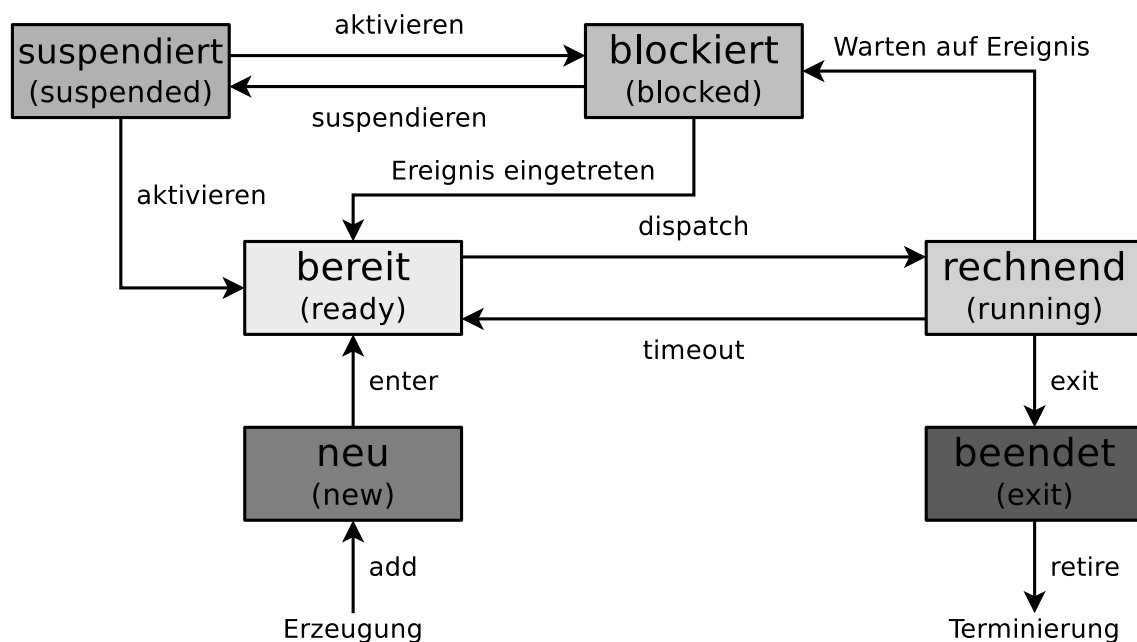 aktivieren
suspendiert
(suspended)
blockiert
(blocked)
Warten auf Ereignis
suspendieren
Ereignis eingetreten
aktivieren
dispatch
bereit
(ready)
rechnend
(running)
timeout
enter
exit
neu
(new)
beendet
(exit)
add
retire
Erzeugung
Terminierung